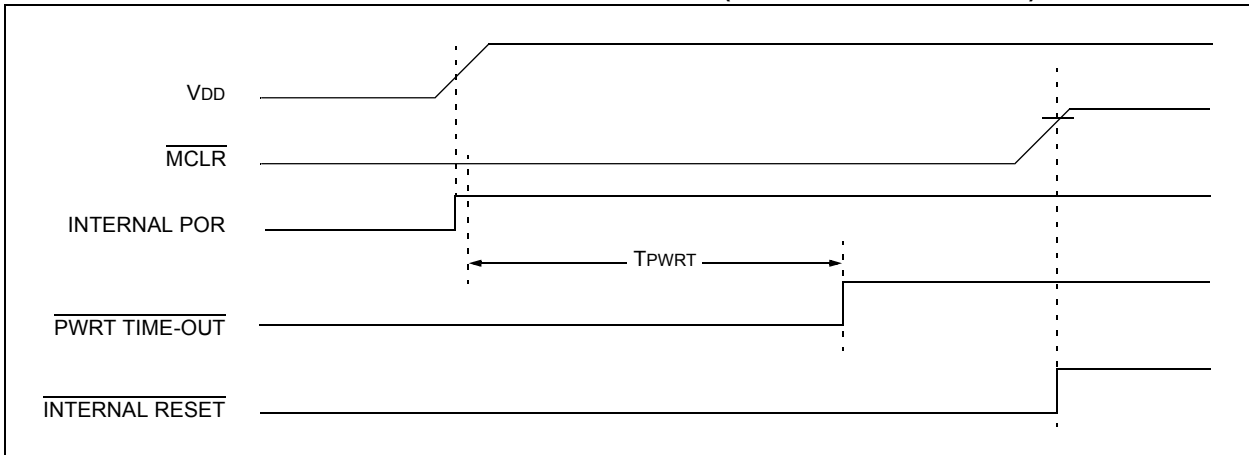 VDD
MCLR
INTERNAL POR
TPWRT
PWRT TIME-OUT
INTERNAL RESET